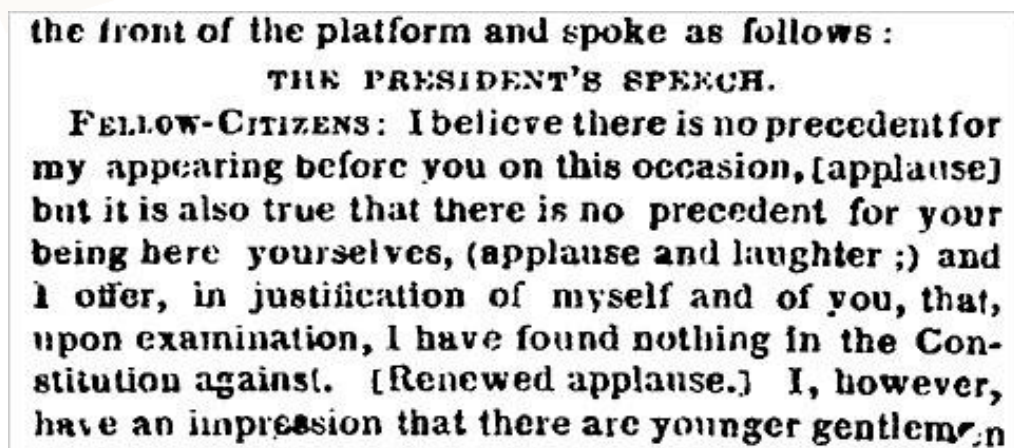 the front of the platform and spoke as follows:
THE PRESIDENT'S SPEECH.
FELLOW-CITIZENS: I believe there is no precedent for
my appearing before you on this occasion, [applause]
but it is also true that there is no precedent for your
being here yourselves, (applause and laughter ;) and
I offer, in justification of myself and of you, that,
upon examination, I have found nothing in the Con-
stitution against. [Renewed applause.] I, however,
have an impression that there are younger gentlemen